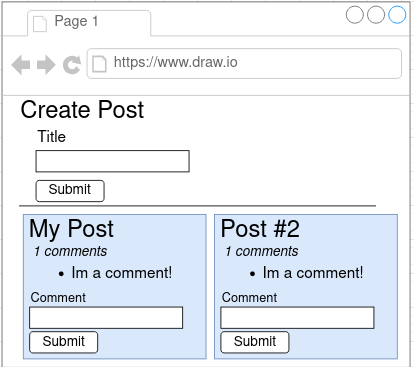 Page 1
https://www.draw.io
Create Post
Title
Submit
My Post
1 comments
Im a comment!
Comment
Submit
Post #2
1 comments
Im a comment!
Comment
Submit